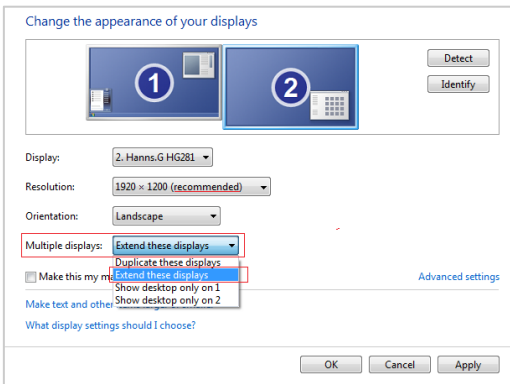 Change the appearance of your displays
1
2
Detect
Identify
Display:
2. Hanns.G HG281
Resolution:
1920 × 1200 (recommended)
Orientation:
Landscape
Multiple displays:
Extend these displays
Duplicate these displays
Make this my m
Extend these displays
Advanced settings
Show desktop only on 1
Make text and other
Show desktop only on 2
What display settings should I choose?
OK
Cancel
Apply